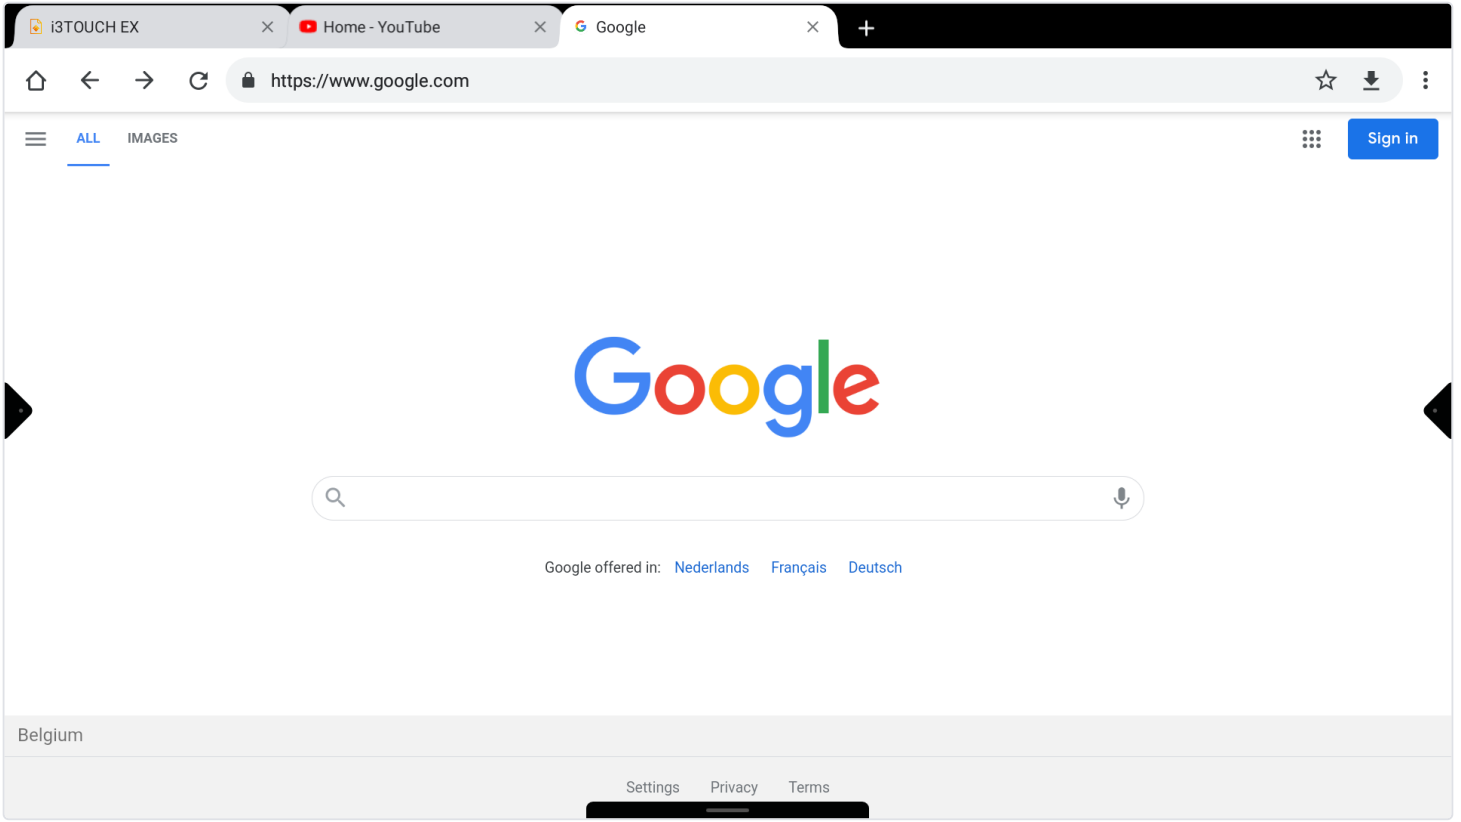 i3TOUCH EX
Home - YouTube
Google
https://www.google.com
ALL IMAGES
Sign in
Google
Google offered in: Nederlands Français Deutsch
Belgium
Settings Privacy Terms